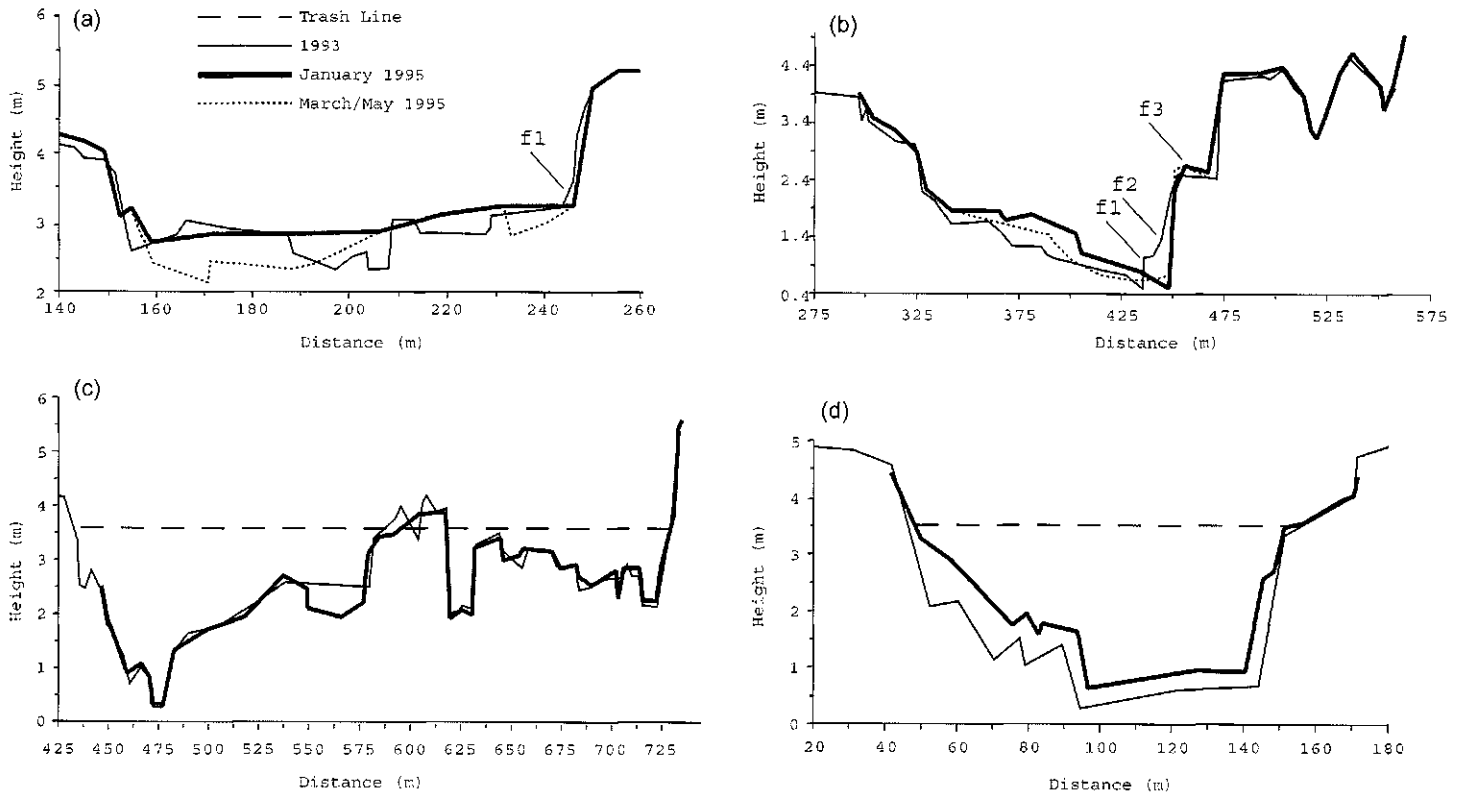 (a)
Trash Line
1993
January 1995
March/May 1995
f1
Height (m)
6
5
4
3
2
140 160 180 200 220 240 260
Distance (m)
(b)
f3
f2
f1
Height (m)
4.4
3.4
2.4
1.4
0.4
275 325 375 425 475 525 575
Distance (m)
(c)
Height (m)
6
5
4
3
2
1
0
425 450 475 500 525 550 575 600 625 650 675 700 725
Distance (m)
(d)
Height (m)
5
4
3
2
1
0
20 40 60 80 100 120 140 160 180
Distance (m)